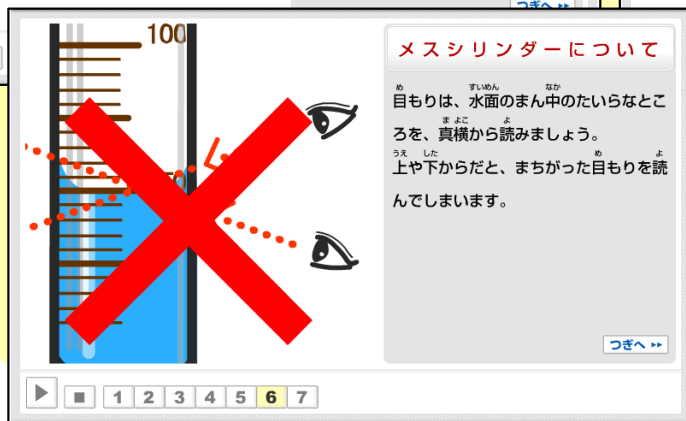 つぎへ
100
メスシリンダーについて
目もりは、水面のまん中のたいらなとこ
ろを、真横から読みましょう。
上や下からだと、まちがった目もりを読
んでしまいます。
つぎへ
1 2 3 4 5 6 7